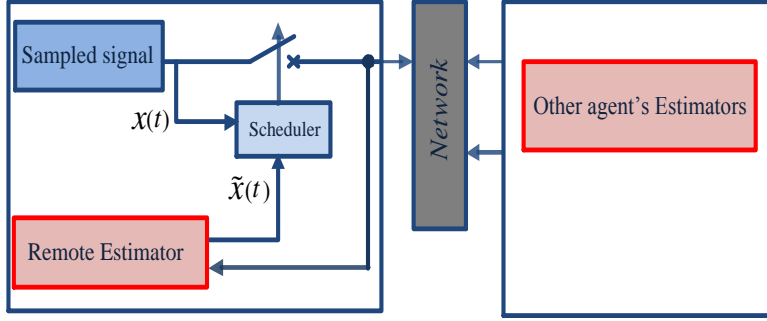 Sampled signal
x(t)
Scheduler
x̃(t)
Remote Estimator
Network
Other agent's Estimators